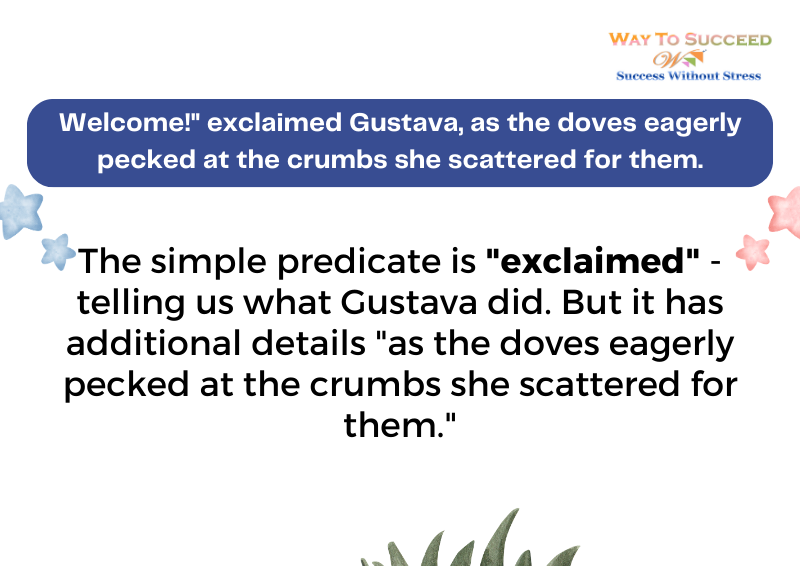 WAY TO SUCCEED
W
Success Without Stress
Welcome!" exclaimed Gustava, as the doves eagerly
pecked at the crumbs she scattered for them.
The simple predicate is "exclaimed" -
telling us what Gustava did. But it has
additional details "as the doves eagerly
pecked at the crumbs she scattered for
them."